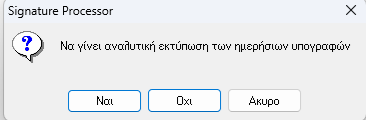 Signature Processor
Να γίνει αναλυτική εκτύπωση των ημερήσιων υπογραφών
Ναι
Οχι
Ακυρο